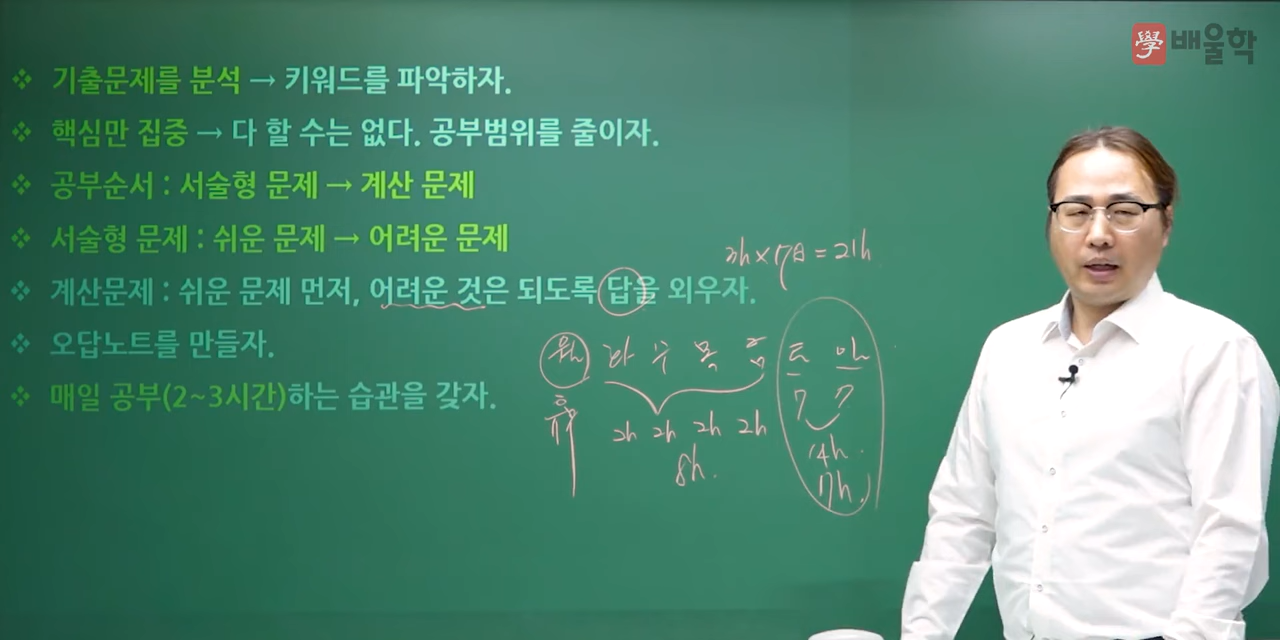 學 배울학
❖ 기출문제를 분석 → 키워드를 파악하자.
❖ 핵심만 집중 → 다 할 수는 없다. 공부범위를 줄이자.
❖ 공부순서 : 서술형 문제 → 계산 문제
❖ 서술형 문제 : 쉬운 문제 → 어려운 문제
3h × 7日 = 21h
❖ 계산문제 : 쉬운 문제 먼저, 어려운 것은 되도록 답을 외우자.
❖ 오답노트를 만들자.
월 화 수 목 금 토 일
❖ 매일 공부(2~3시간)하는 습관을 갖자.
7 7
2h 2h 2h 2h
14h.
8h.
17h.